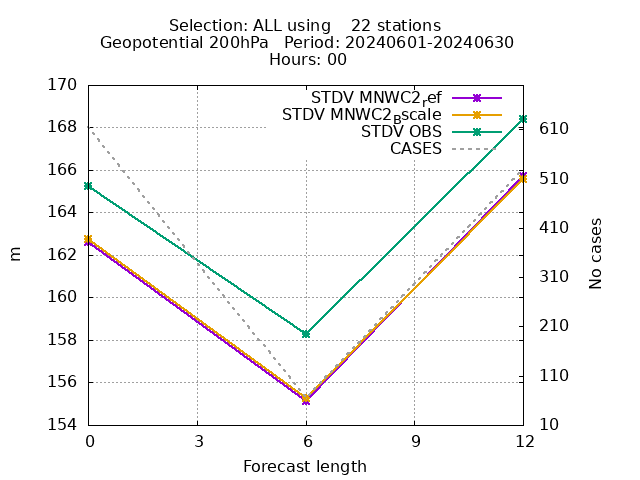 Selection: ALL using    22 stations
Geopotential 200hPa   Period: 20240601-20240630
Hours: 00
170
168
166
164
162
160
158
156
154
m
STDV MNWC2ref
STDV MNWC2Bscale
STDV OBS
CASES
610
510
410
310
210
110
10
No cases
0
3
6
9
12
Forecast length